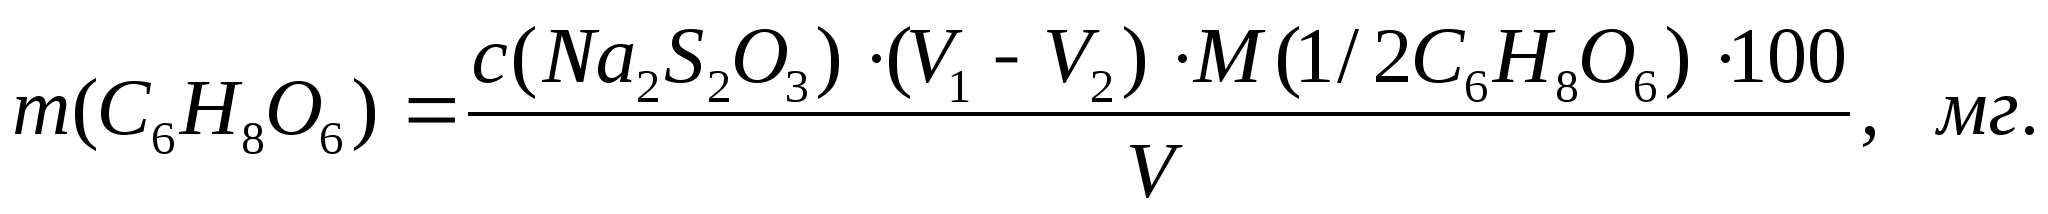 m(C₆H₈O₆) = c(Na₂S₂O₃) · (V₁ - V₂) · M(1/2C₆H₈O₆) · 100 / V, мг.